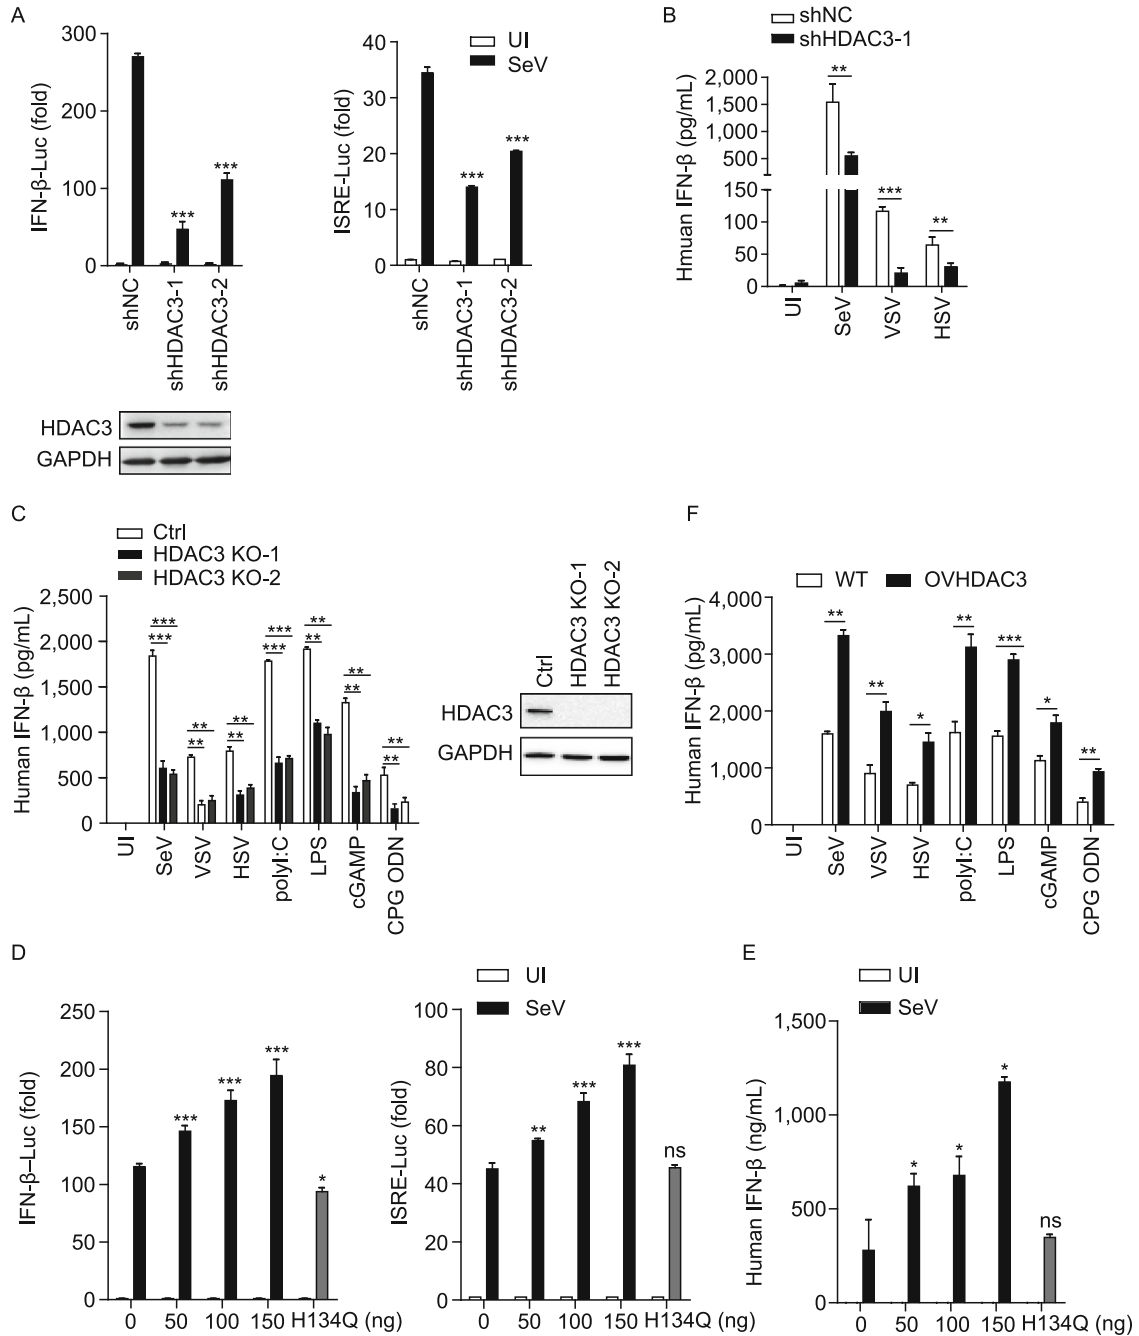 A
300
200
100
0
IFN-β-Luc (fold)
***
***
shNC
shHDAC3-1
shHDAC3-2
HDAC3
GAPDH
UI
SeV
40
30
20
10
0
ISRE-Luc (fold)
***
***
shNC
shHDAC3-1
shHDAC3-2
B
shNC
shHDAC3-1
2,000
1,500
1,000
500
150
100
50
0
Hmuan IFN-β (pg/mL)
**
***
**
UI
SeV
VSV
HSV
C
Ctrl
HDAC3 KO-1
HDAC3 KO-2
2,500
2,000
1,500
1,000
500
0
Human IFN-β (pg/mL)
***
***
**
**
**
**
***
***
**
**
**
**
**
**
UI
SeV
VSV
HSV
polyI:C
LPS
cGAMP
CPG ODN
Ctrl
HDAC3 KO-1
HDAC3 KO-2
HDAC3
GAPDH
F
WT
OVHDAC3
4,000
3,000
2,000
1,000
0
Human IFN-β (pg/mL)
**
**
*
**
***
*
**
UI
SeV
VSV
HSV
polyI:C
LPS
cGAMP
CPG ODN
D
250
200
150
100
50
0
IFN-β–Luc (fold)
***
***
***
*
0 50 100 150 H134Q (ng)
UI
SeV
100
80
60
40
20
0
ISRE-Luc (fold)
**
***
***
ns
0 50 100 150 H134Q (ng)
E
UI
SeV
1,500
1,000
500
0
Human IFN-β (ng/mL)
*
*
*
ns
0 50 100 150 H134Q (ng)